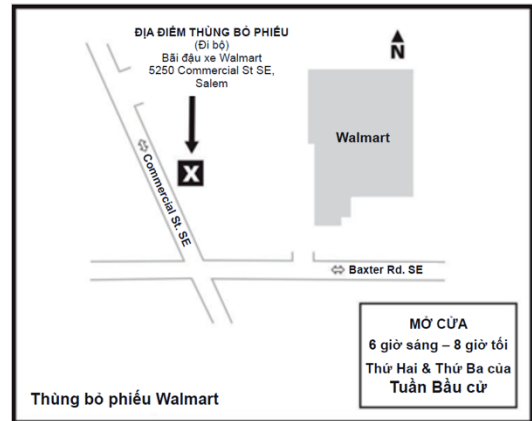 ĐỊA ĐIỂM THÙNG BỎ PHIẾU
(Đi bộ)
Bãi đậu xe Walmart
5250 Commercial St SE,
Salem
N
Walmart
X
Commercial St. SE
Baxter Rd. SE
MỞ CỬA
6 giờ sáng – 8 giờ tối
Thứ Hai & Thứ Ba của
Tuần Bầu cử
Thùng bỏ phiếu Walmart